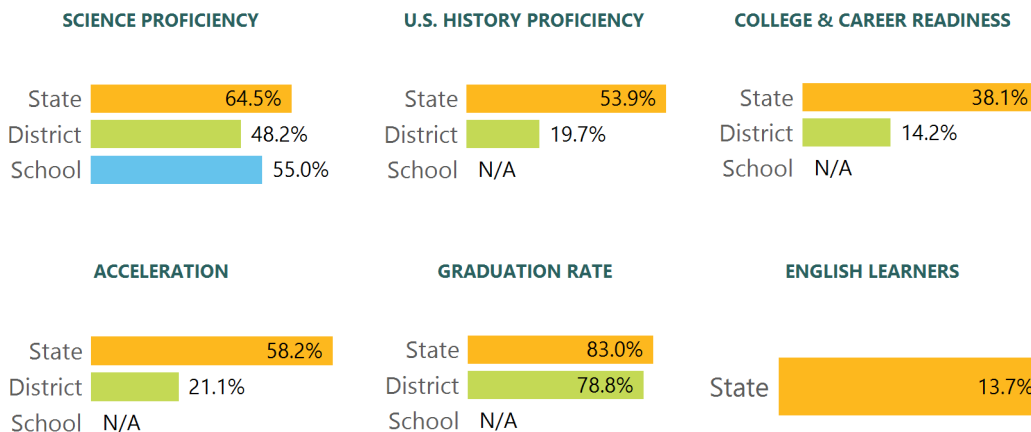 SCIENCE PROFICIENCY
State 64.5%
District 48.2%
School 55.0%
U.S. HISTORY PROFICIENCY
State 53.9%
District 19.7%
School N/A
COLLEGE & CAREER READINESS
State 38.1%
District 14.2%
School N/A
ACCELERATION
State 58.2%
District 21.1%
School N/A
GRADUATION RATE
State 83.0%
District 78.8%
School N/A
ENGLISH LEARNERS
State 13.7%